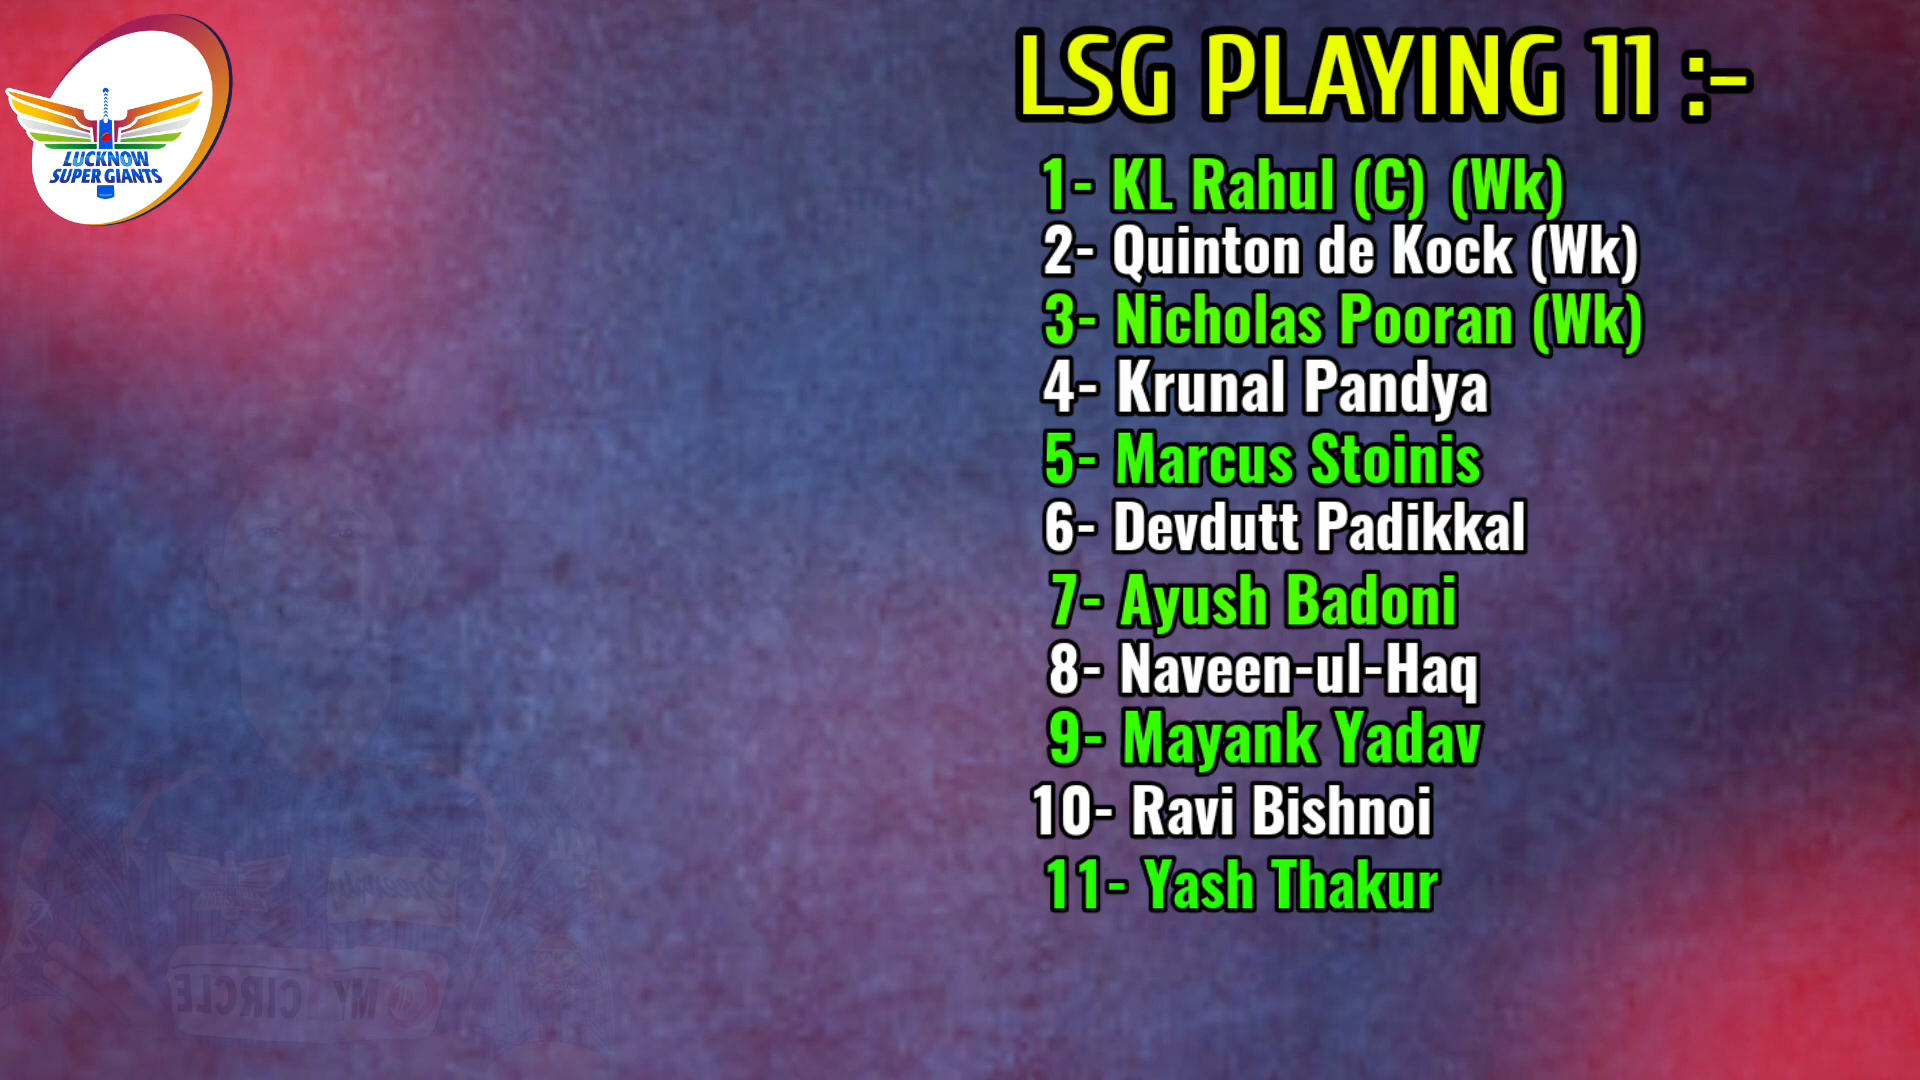 LUCKNOW
SUPER GIANTS
LSG PLAYING 11 :-
1- KL Rahul (C) (Wk)
2- Quinton de Kock (Wk)
3- Nicholas Pooran (Wk)
4- Krunal Pandya
5- Marcus Stoinis
6- Devdutt Padikkal
7- Ayush Badoni
8- Naveen-ul-Haq
9- Mayank Yadav
10- Ravi Bishnoi
11- Yash Thakur
MY CIRCLE